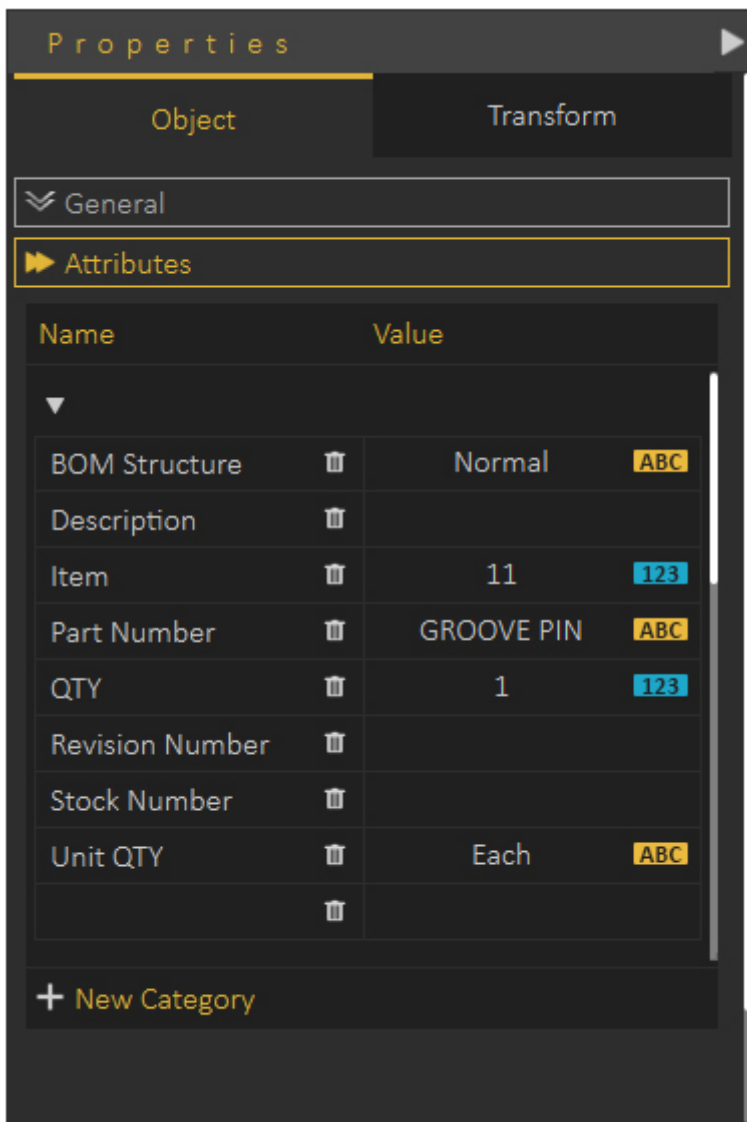 Properties
Object Transform
General
Attributes
Name Value
BOM Structure Normal ABC
Description
Item 11 123
Part Number GROOVE PIN ABC
QTY 1 123
Revision Number
Stock Number
Unit QTY Each ABC
+ New Category